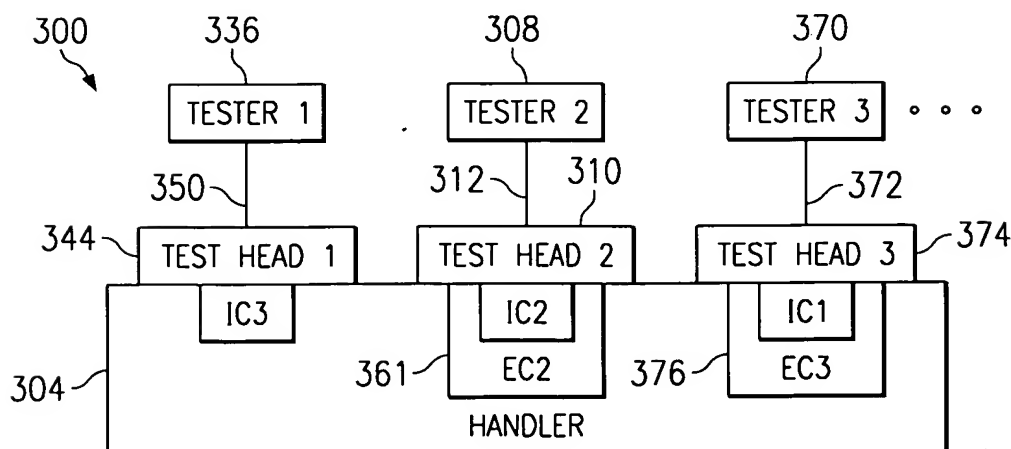 300
336
308
370
TESTER 1
TESTER 2
TESTER 3
350
312
310
372
344
TEST HEAD 1
TEST HEAD 2
TEST HEAD 3
374
IC3
IC2
IC1
304
361
EC2
376
EC3
HANDLER